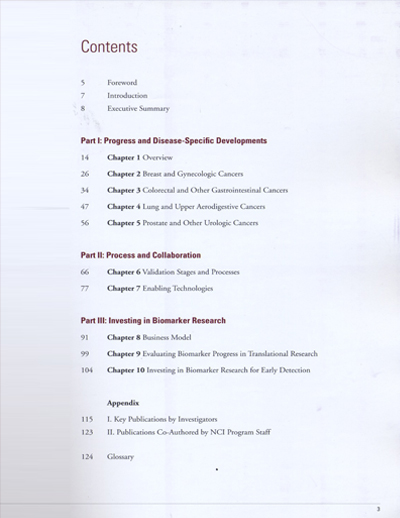 Contents
5 Foreword
7 Introduction
8 Executive Summary
Part I: Progress and Disease-Specific Developments
14 Chapter 1 Overview
26 Chapter 2 Breast and Gynecologic Cancers
34 Chapter 3 Colorectal and Other Gastrointestinal Cancers
47 Chapter 4 Lung and Upper Aerodigestive Cancers
56 Chapter 5 Prostate and Other Urologic Cancers
Part II: Process and Collaboration
66 Chapter 6 Validation Stages and Processes
77 Chapter 7 Enabling Technologies
Part III: Investing in Biomarker Research
91 Chapter 8 Business Model
99 Chapter 9 Evaluating Biomarker Progress in Translational Research
104 Chapter 10 Investing in Biomarker Research for Early Detection
Appendix
115 I. Key Publications by Investigators
123 II. Publications Co-Authored by NCI Program Staff
124 Glossary
3